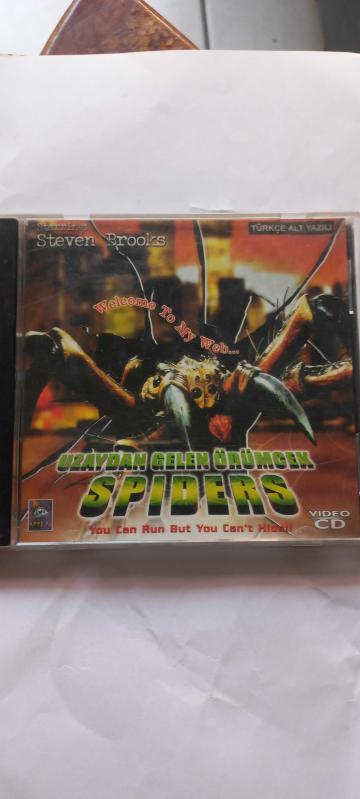 Steven Brooks
TÜRKÇE ALT YAZILI
Welcome To My Web...
UZAYDAN GELEN ÖRÜMCEK
SPIDERS
You Can Run But You Can't Hide!!
VIDEO
CD